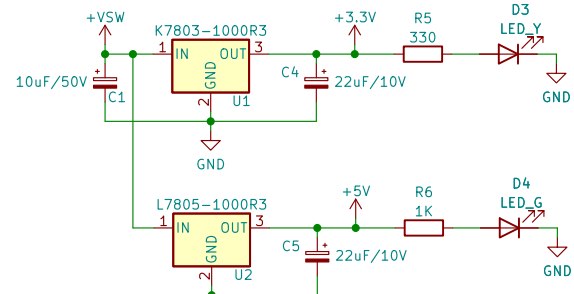 +VSW
K7803-1000R3
1
IN
OUT
3
GND
2
U1
10uF/50V
+
C1
GND
+3.3V
C4
+
22uF/10V
R5
330
D3
LED_Y
GND
L7805-1000R3
1
IN
OUT
3
GND
2
U2
+5V
C5
+
22uF/10V
R6
1K
D4
LED_G
GND